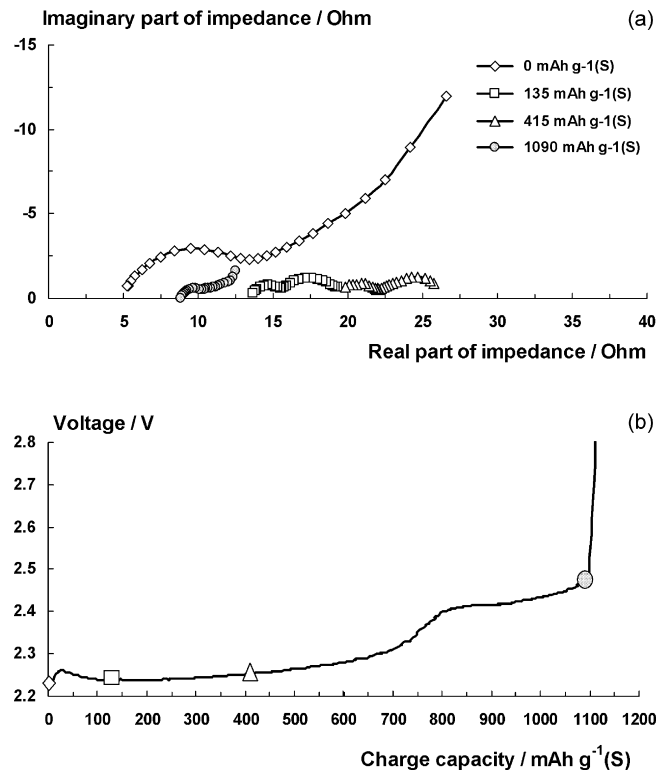 Imaginary part of impedance / Ohm
(a)
-15
-10
-5
0
0 mAh g-1(S)
135 mAh g-1(S)
415 mAh g-1(S)
1090 mAh g-1(S)
0 5 10 15 20 25 30 35 40
Real part of impedance / Ohm
Voltage / V
(b)
2.8
2.7
2.6
2.5
2.4
2.3
2.2
0 100 200 300 400 500 600 700 800 900 1000 1100 1200
Charge capacity / mAh g⁻¹(S)